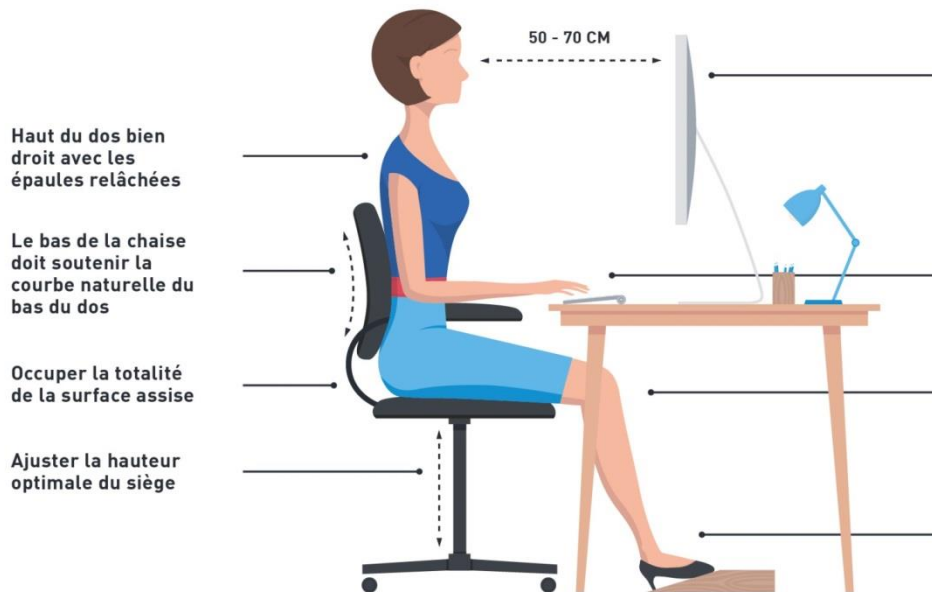 50 - 70 CM
Haut du dos bien
droit avec les
épaules relâchées
Le bas de la chaise
doit soutenir la
courbe naturelle du
bas du dos
Occuper la totalité
de la surface assise
Ajuster la hauteur
optimale du siège